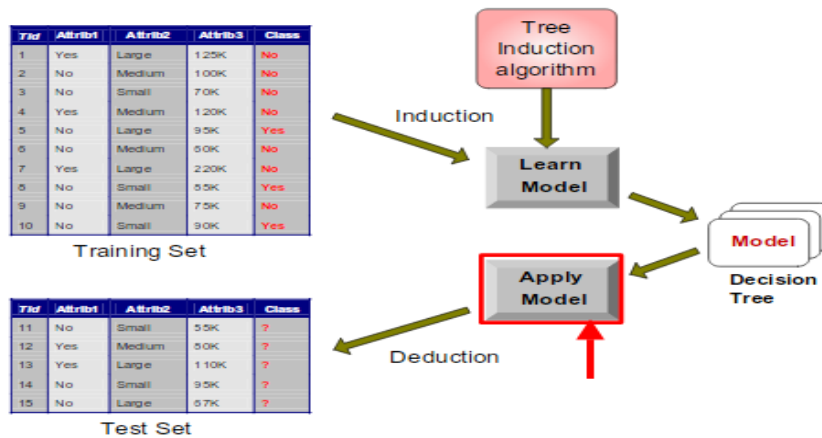 Tid Attrib1 Attrib2 Attrib3 Class
1 Yes Large 125K No
2 No Medium 100K No
3 No Small 70K No
4 Yes Medium 120K No
5 No Large 95K Yes
6 No Medium 60K No
7 Yes Large 220K No
8 No Small 85K Yes
9 No Medium 75K No
10 No Small 90K Yes
Training Set
Tree
Induction
algorithm
Induction
Learn
Model
Model
Decision
Tree
Apply
Model
Deduction
Tid Attrib1 Attrib2 Attrib3 Class
11 No Small 55K ?
12 Yes Medium 80K ?
13 Yes Large 110K ?
14 No Small 95K ?
15 No Large 67K ?
Test Set